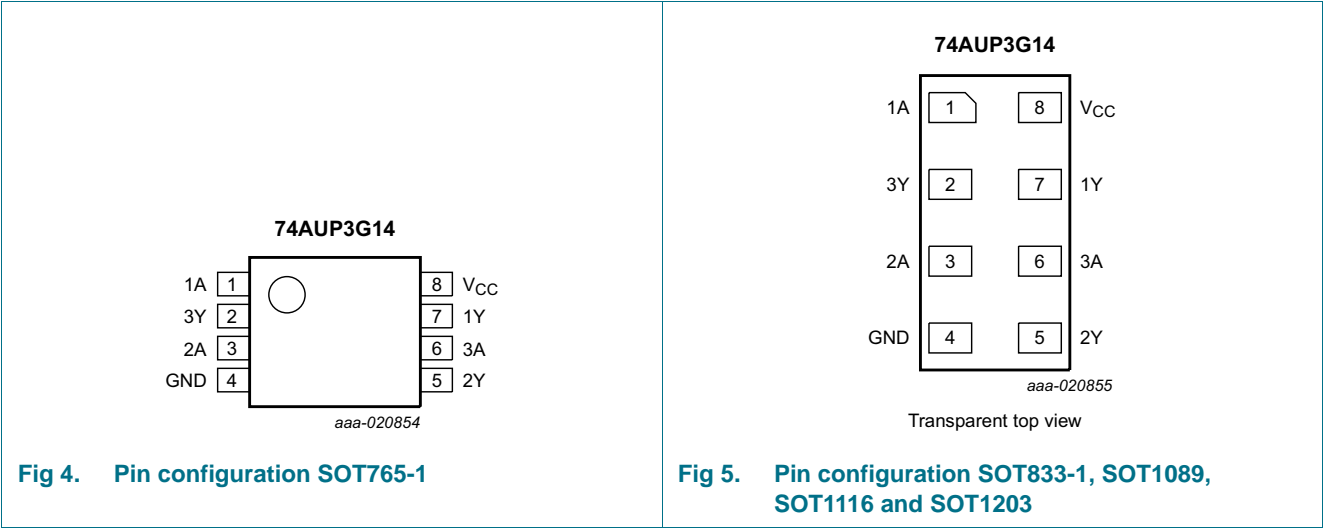 74AUP3G14
1A 1 8 VCC
3Y 2 7 1Y
2A 3 6 3A
GND 4 5 2Y
aaa-020854
Fig 4. Pin configuration SOT765-1
74AUP3G14
1A 1 8 VCC
3Y 2 7 1Y
2A 3 6 3A
GND 4 5 2Y
aaa-020855
Transparent top view
Fig 5. Pin configuration SOT833-1, SOT1089,
SOT1116 and SOT1203